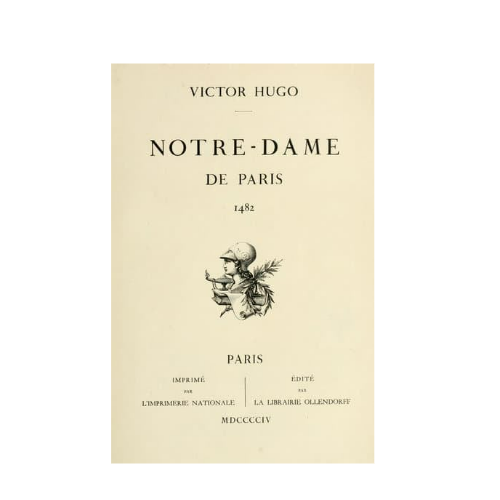 VICTOR HUGO
NOTRE-DAME
DE PARIS
1482
PARIS
IMPRIMÉ
PAR
L'IMPRIMERIE NATIONALE
ÉDITÉ
PAR
LA LIBRAIRIE OLLENDORFF
MDCCCCIV